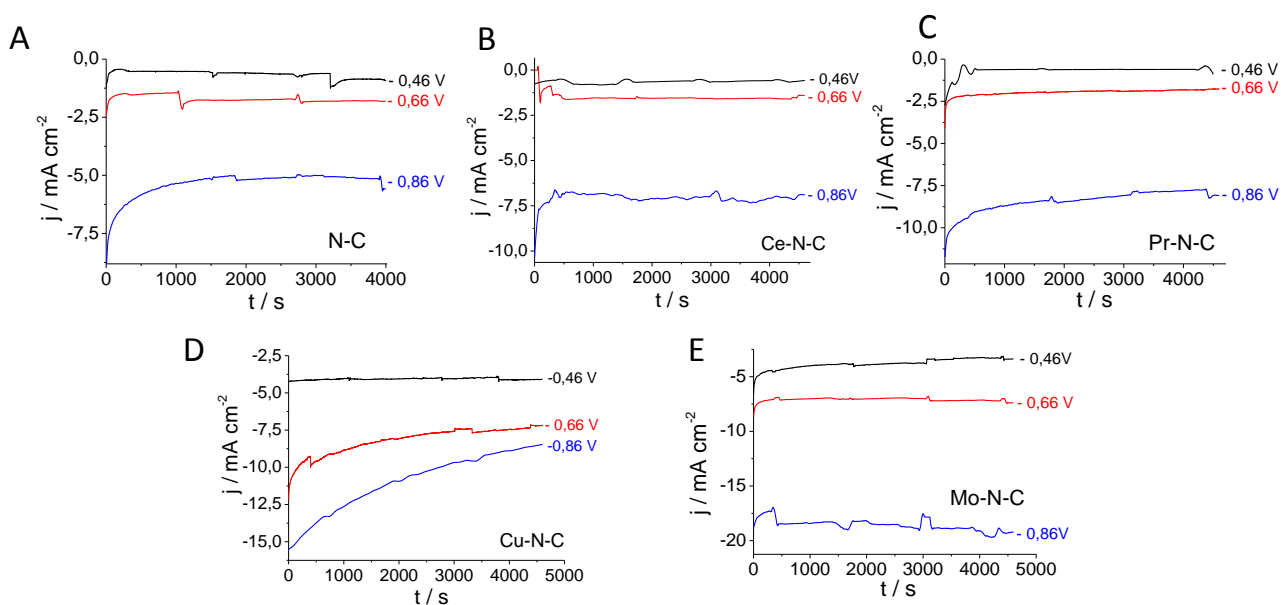 A
0,0
-2,5
-5,0
-7,5
j / mA cm-2
0 1000 2000 3000 4000
t / s
N-C
- 0,46 V
- 0,66 V
- 0,86 V
B
0,0
-2,5
-5,0
-7,5
-10,0
j / mA cm-2
0 1000 2000 3000 4000
t / s
Ce-N-C
-0,46V
- 0,66 V
-0,86V
C
0,0
-2,5
-5,0
-7,5
-10,0
j / mA cm-2
0 1000 2000 3000 4000
t / s
Pr-N-C
- 0,46 V
- 0,66 V
- 0,86 V
D
-2,5
-5,0
-7,5
-10,0
-12,5
-15,0
j / mA cm-2
0 1000 2000 3000 4000 5000
t / s
Cu-N-C
-0,46 V
- 0,66 V
-0,86 V
E
-5
-10
-15
-20
j / mA cm-2
0 1000 2000 3000 4000 5000
t / s
Mo-N-C
- 0,46V
- 0,66 V
- 0,86V